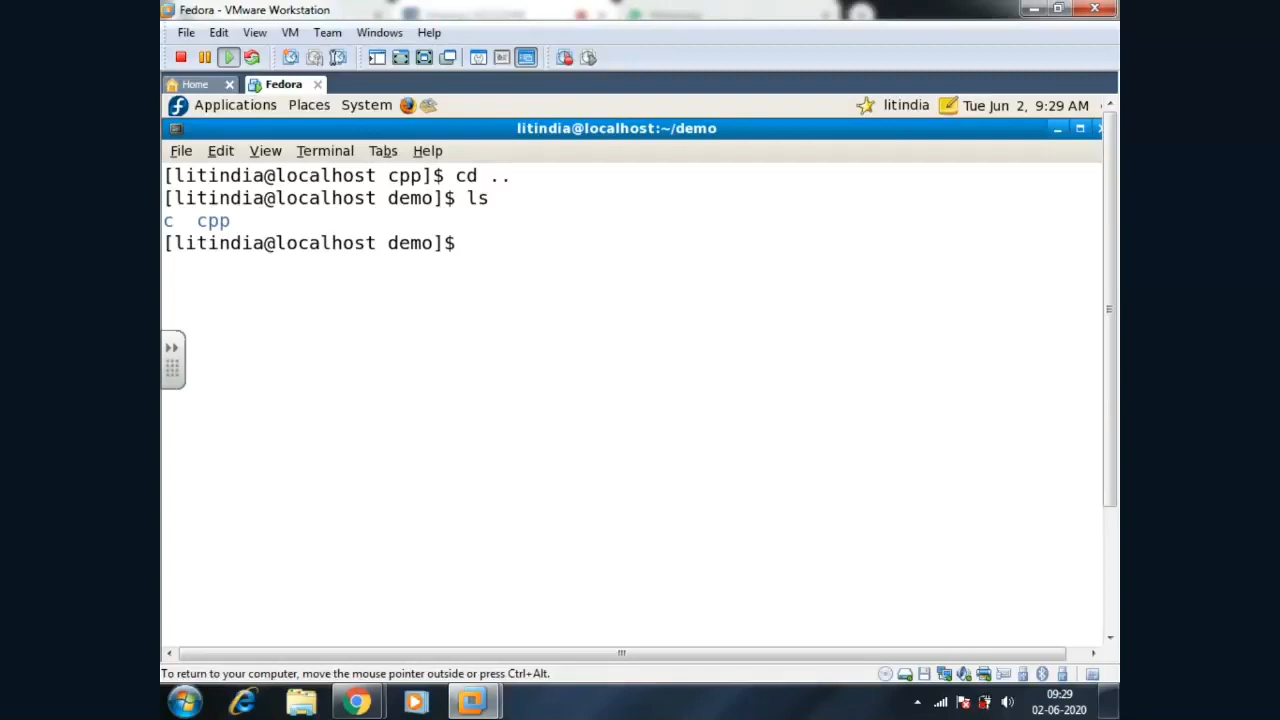 Fedora - VMware Workstation
File Edit View VM Team Windows Help
Home Fedora
Applications Places System litindia Tue Jun 2, 9:29 AM
litindia@localhost:~/demo
File Edit View Terminal Tabs Help
[litindia@localhost cpp]$ cd ..
[litindia@localhost demo]$ ls
c cpp
[litindia@localhost demo]$
To return to your computer, move the mouse pointer outside or press Ctrl+Alt.
09:29
02-06-2020